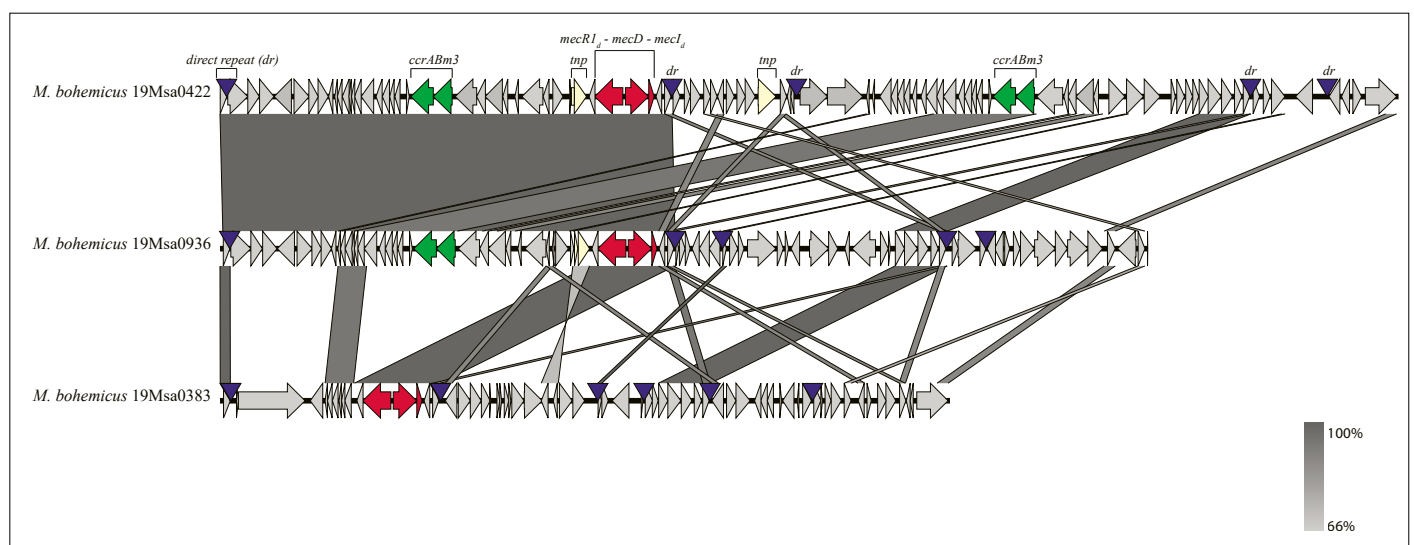 mecR1d - mecD - mecId
direct repeat (dr) ccrABm3 tnp dr tnp dr ccrABm3 dr dr
M. bohemicus 19Msa0422
M. bohemicus 19Msa0936
M. bohemicus 19Msa0383
100%
66%